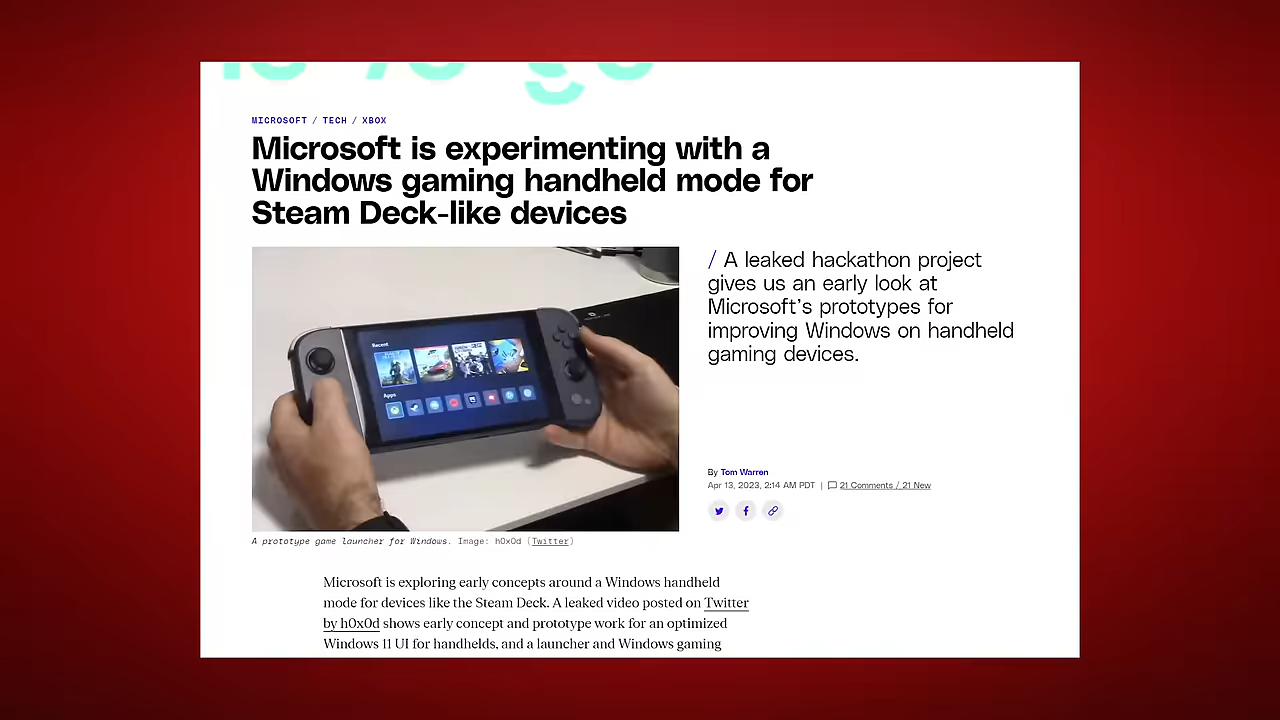 MICROSOFT / TECH / XBOX
Microsoft is experimenting with a
Windows gaming handheld mode for
Steam Deck-like devices
/ A leaked hackathon project
gives us an early look at
Microsoft's prototypes for
improving Windows on handheld
gaming devices.
Recent
Apps
By Tom Warren
Apr 13, 2023, 2:14 AM PDT | 21 Comments / 21 New
A prototype game launcher for Windows. Image: h0x0d (Twitter)
Microsoft is exploring early concepts around a Windows handheld
mode for devices like the Steam Deck. A leaked video posted on Twitter
by h0x0d shows early concept and prototype work for an optimized
Windows 11 UI for handhelds, and a launcher and Windows gaming